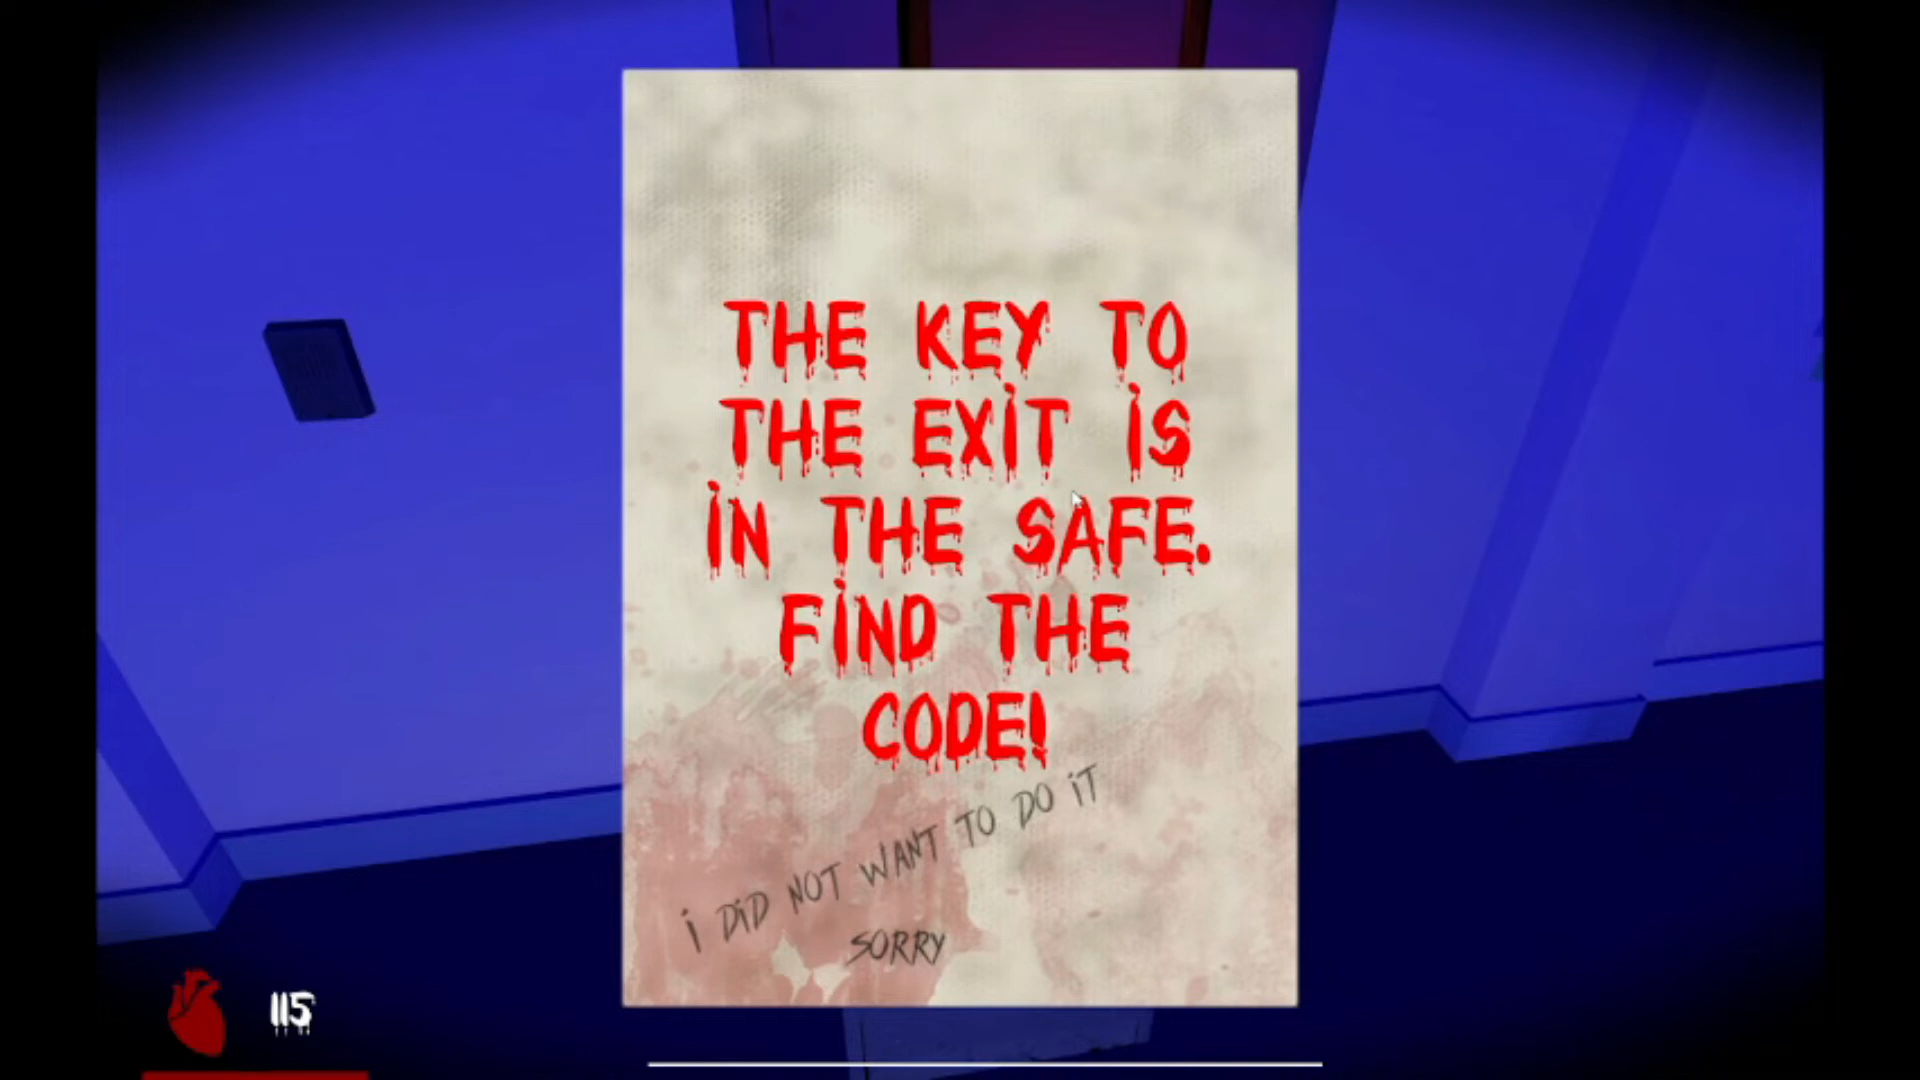 THE KEY TO
THE EXIT IS
IN THE SAFE.
FIND THE
CODE!
I DID NOT WANT TO DO IT
SORRY
115